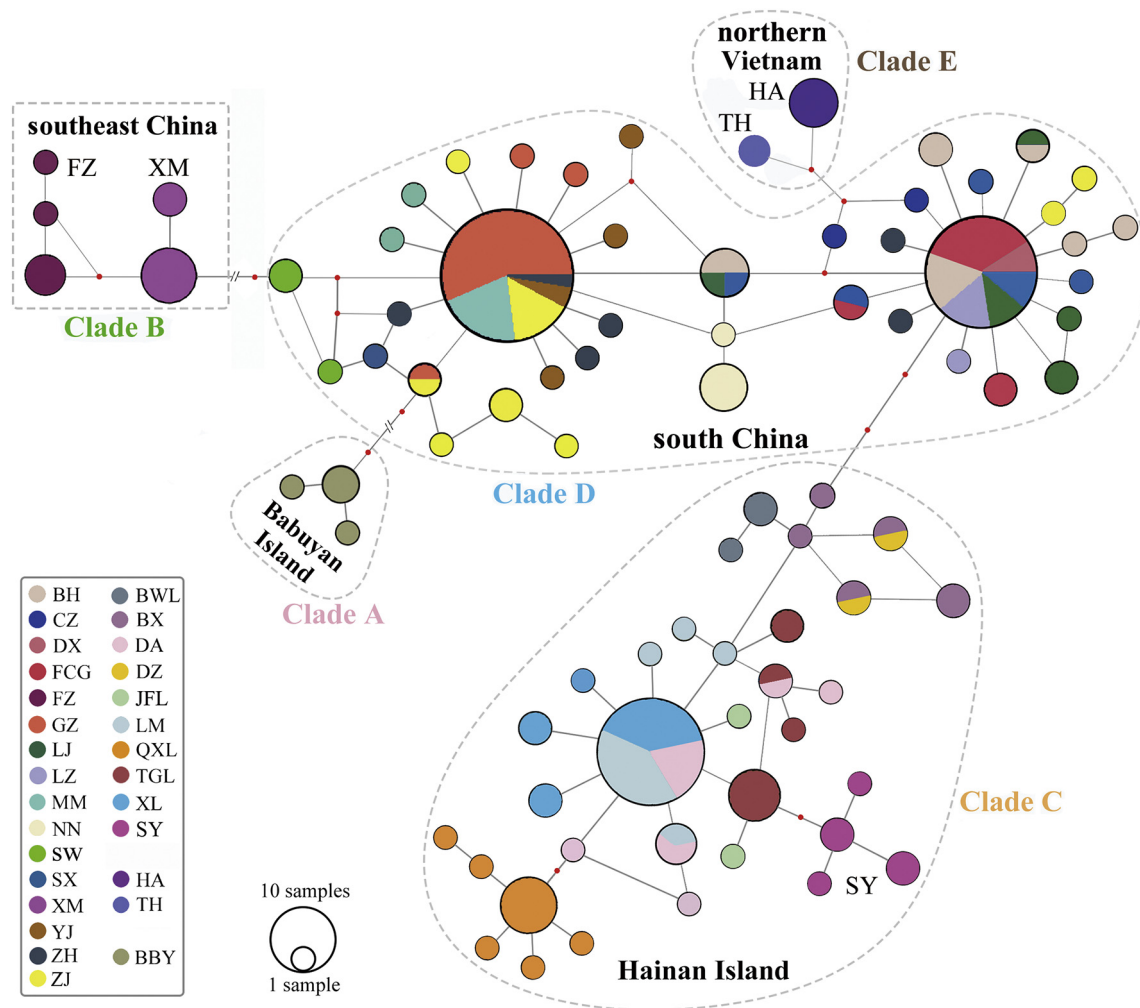 northern
Vietnam
Clade E
HA
TH
southeast China
FZ
XM
Clade B
south China
Clade D
Babuyan
Island
Clade A
BH
CZ
DX
FCG
FZ
GZ
LJ
LZ
MM
NN
SW
SX
XM
YJ
ZH
ZJ
BWL
BX
DA
DZ
JFL
LM
QXL
TGL
XL
SY
HA
TH
BBY
Clade C
SY
10 samples
1 sample
Hainan Island